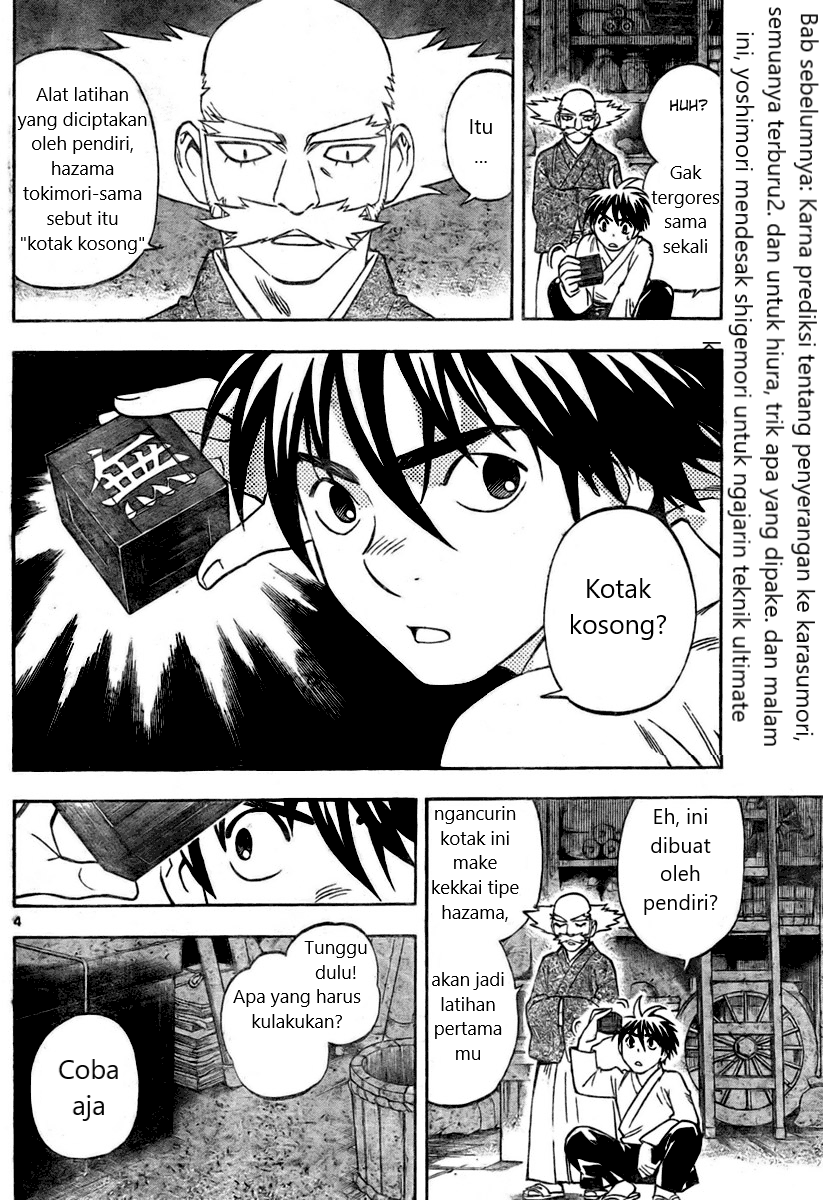 Bab sebelumnya: Karna prediksi tentang penyerangan ke karasumori,
semuanya terburu2. dan untuk hiura, trik apa yang dipake. dan malam
ini, yoshimori mendesak shigemori untuk ngajarin teknik ultimate
HUH?
Gak
tergores
sama
sekali
Itu
...
Alat latihan
yang diciptakan
oleh pendiri,
hazama
tokimori-sama
sebut itu
"kotak kosong"
無
Kotak
kosong?
Eh, ini
dibuat
oleh
pendiri?
ngancurin
kotak ini
make
kekkai tipe
hazama,
akan jadi
latihan
pertama
mu
4
Tunggu
dulu!
Apa yang harus
kulakukan?
Coba
aja